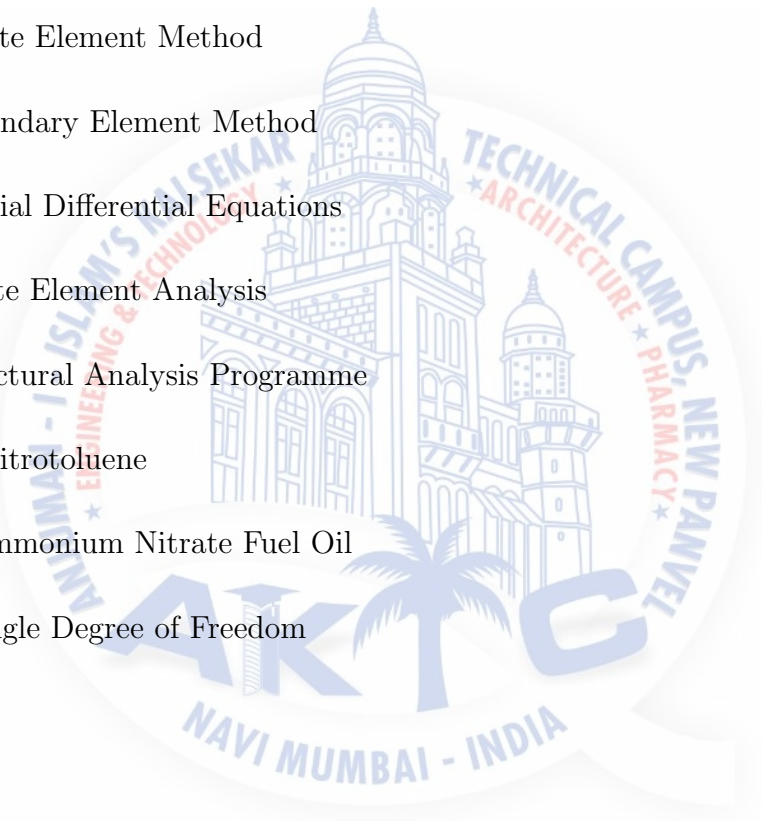 te Element Method
ndary Element Method
ial Differential Equations
te Element Analysis
ctural Analysis Programme
itrotoluene
mmonium Nitrate Fuel Oil
gle Degree of Freedom
ANJUMAN - I - ISLAM'S KALSEKAR TECHNICAL CAMPUS, NEW PANVEL
ENGINEERING & TECHNOLOGY ★ ARCHITECTURE ★ PHARMACY ★
AKTC
NAVI MUMBAI - INDIA